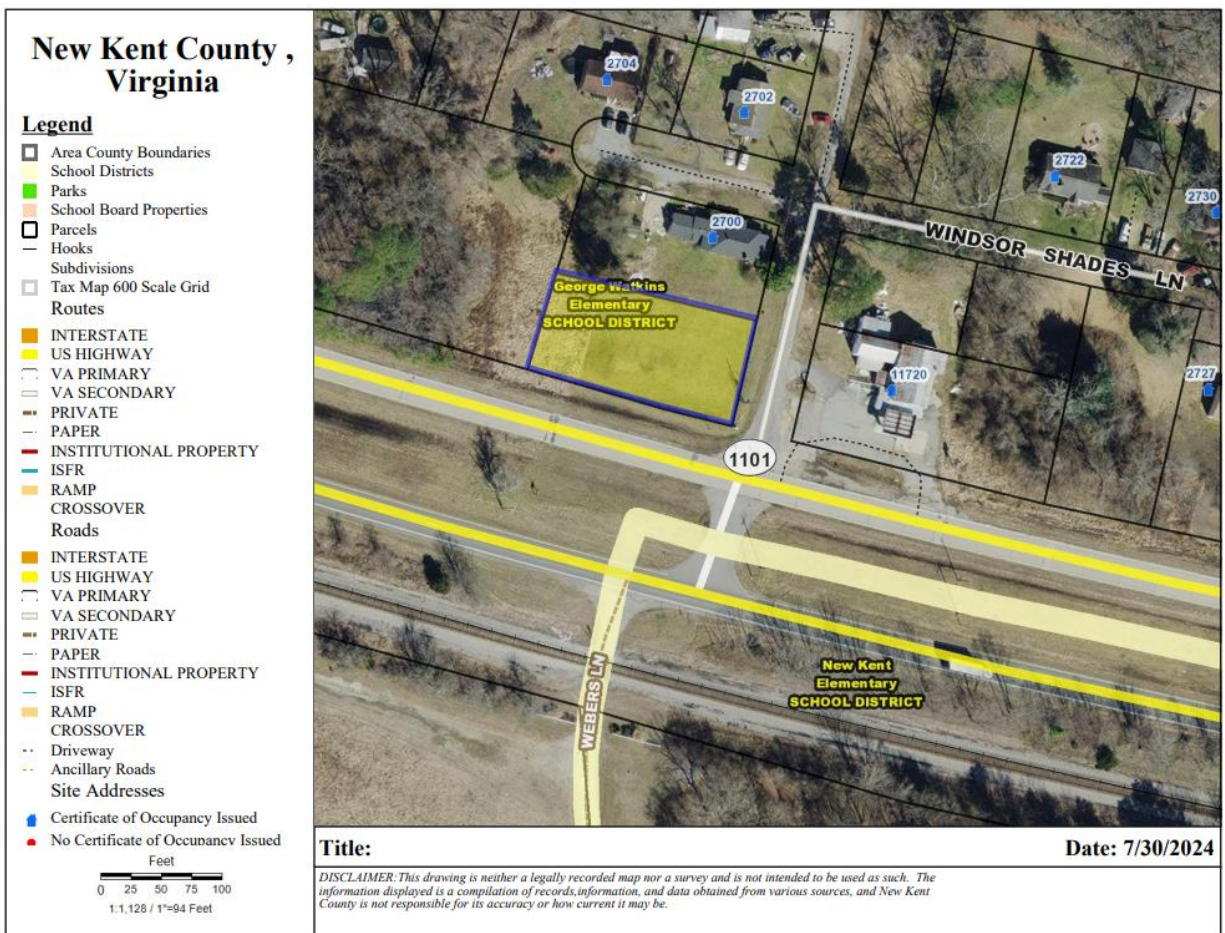 New Kent County ,
Virginia
Legend
Area County Boundaries
School Districts
Parks
School Board Properties
Parcels
Hooks
Subdivisions
Tax Map 600 Scale Grid
Routes
INTERSTATE
US HIGHWAY
VA PRIMARY
VA SECONDARY
PRIVATE
PAPER
INSTITUTIONAL PROPERTY
ISFR
RAMP
CROSSOVER
Roads
INTERSTATE
US HIGHWAY
VA PRIMARY
VA SECONDARY
PRIVATE
PAPER
INSTITUTIONAL PROPERTY
ISFR
RAMP
CROSSOVER
Driveway
Ancillary Roads
Site Addresses
Certificate of Occupancy Issued
No Certificate of Occupancy Issued
Feet
0 25 50 75 100
1:1,128 / 1"=94 Feet
2704
2702
2722
2730
2700
WINDSOR SHADES LN
George Watkins
Elementary
SCHOOL DISTRICT
11720
2727
1101
WEBERS LN
New Kent
Elementary
SCHOOL DISTRICT
Title:
Date: 7/30/2024
DISCLAIMER:This drawing is neither a legally recorded map nor a survey and is not intended to be used as such. The
information displayed is a compilation of records,information, and data obtained from various sources, and New Kent
County is not responsible for its accuracy or how current it may be.